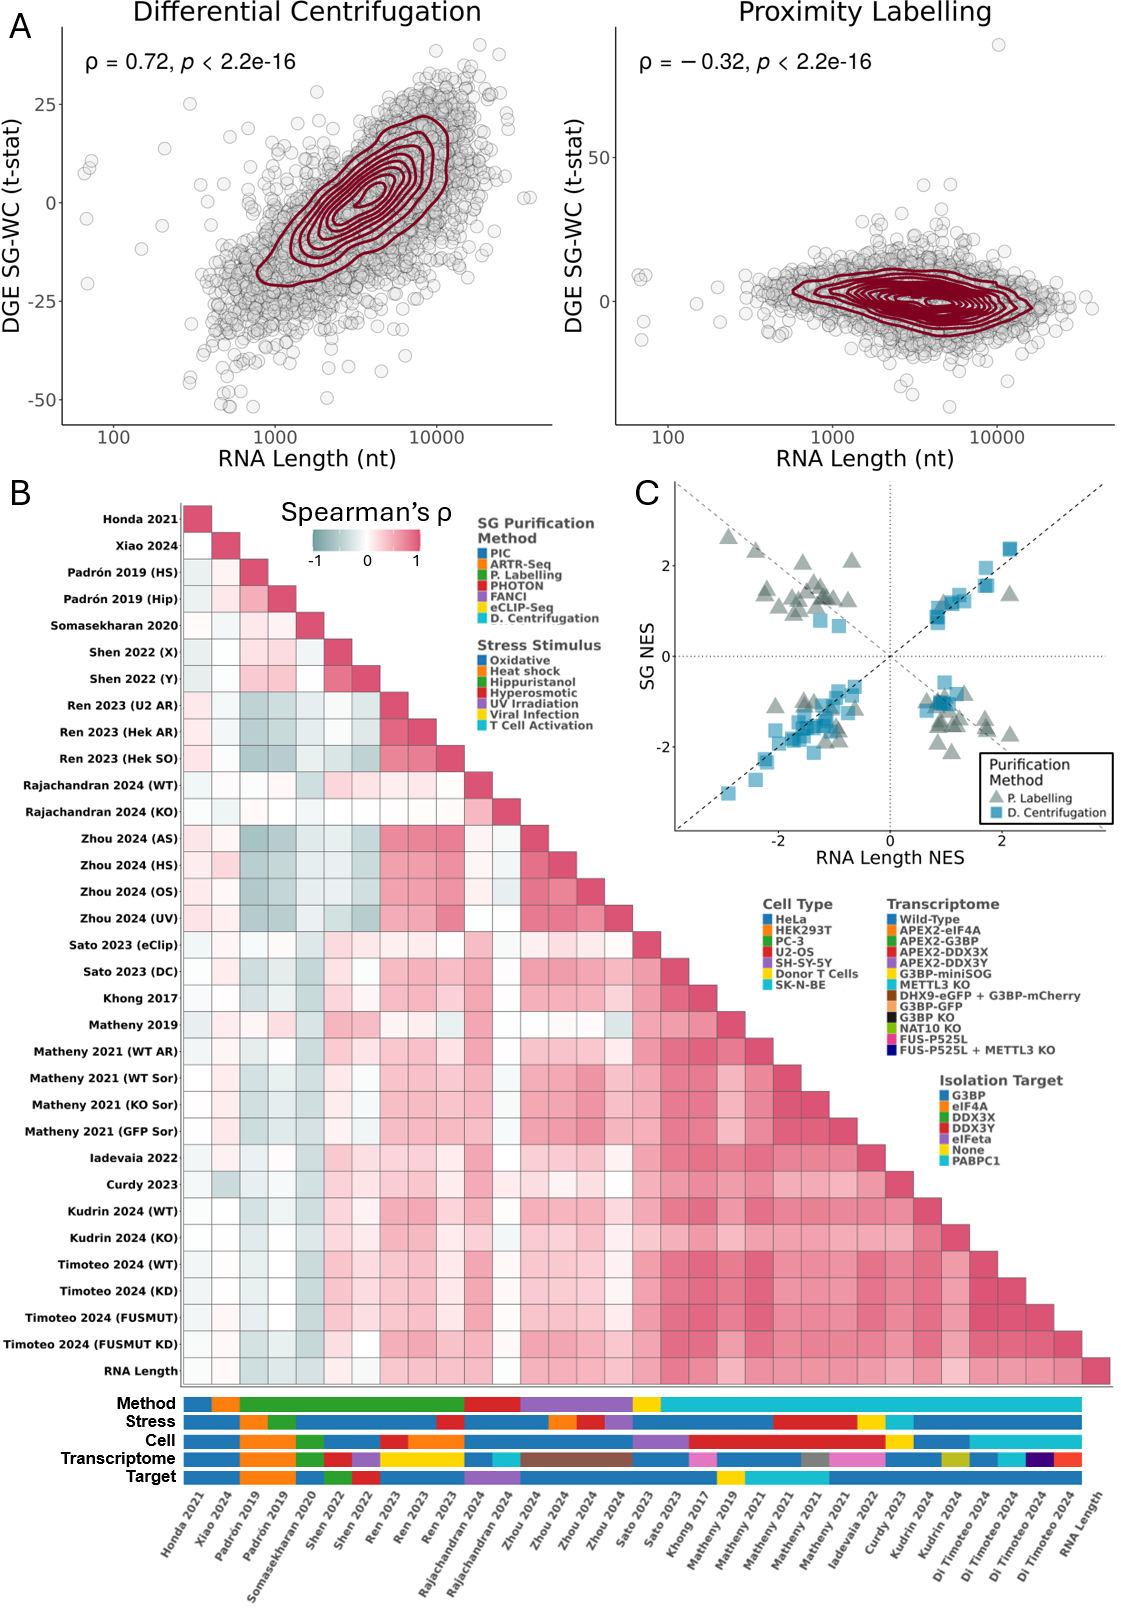 A
Differential Centrifugation
Proximity Labelling
ρ = 0.72, p < 2.2e-16
ρ = −0.32, p < 2.2e-16
DGE SG-WC (t-stat)
25
0
-25
-50
100
1000
10000
RNA Length (nt)
DGE SG-WC (t-stat)
50
0
100
1000
10000
RNA Length (nt)
B
Spearman's ρ
-1
0
1
SG Purification
Method
PIC
ARTR-Seq
P. Labelling
PHOTON
FANCI
eCLIP-Seq
D. Centrifugation
Stress Stimulus
Oxidative
Heat shock
Hippuristanol
Hyperosmotic
UV Irradiation
Viral Infection
T Cell Activation
Honda 2021
Xiao 2024
Padrón 2019 (HS)
Padrón 2019 (Hip)
Somasekharan 2020
Shen 2022 (X)
Shen 2022 (Y)
Ren 2023 (U2 AR)
Ren 2023 (Hek AR)
Ren 2023 (Hek SO)
Rajachandran 2024 (WT)
Rajachandran 2024 (KO)
Zhou 2024 (AS)
Zhou 2024 (HS)
Zhou 2024 (OS)
Zhou 2024 (UV)
Sato 2023 (eClip)
Sato 2023 (DC)
Khong 2017
Matheny 2019
Matheny 2021 (WT AR)
Matheny 2021 (WT Sor)
Matheny 2021 (KO Sor)
Matheny 2021 (GFP Sor)
Iadevaia 2022
Curdy 2023
Kudrin 2024 (WT)
Kudrin 2024 (KO)
Timoteo 2024 (WT)
Timoteo 2024 (KD)
Timoteo 2024 (FUSMUT)
Timoteo 2024 (FUSMUT KD)
RNA Length
Method
Stress
Cell
Transcriptome
Target
Honda 2021
Xiao 2024
Padrón 2019
Padrón 2019
Somasekharan 2020
Shen 2022
Shen 2022
Ren 2023
Ren 2023
Ren 2023
Rajachandran 2024
Rajachandran 2024
Zhou 2024
Zhou 2024
Zhou 2024
Zhou 2024
Sato 2023
Sato 2023
Khong 2017
Matheny 2019
Matheny 2021
Matheny 2021
Matheny 2021
Matheny 2021
Iadevaia 2022
Curdy 2023
Kudrin 2024
Kudrin 2024
Di Timoteo 2024
Di Timoteo 2024
Di Timoteo 2024
Di Timoteo 2024
RNA Length
C
SG NES
2
0
-2
-2
0
2
RNA Length NES
Purification
Method
P. Labelling
D. Centrifugation
Cell Type
HeLa
HEK293T
PC-3
U2-OS
SH-SY-5Y
Donor T Cells
SK-N-BE
Transcriptome
Wild-Type
APEX2-eIF4A
APEX2-G3BP
APEX2-DDX3X
APEX2-DDX3Y
G3BP-miniSOG
METTL3 KO
DHX9-eGFP + G3BP-mCherry
G3BP-GFP
G3BP KO
NAT10 KO
FUS-P525L
FUS-P525L + METTL3 KO
Isolation Target
G3BP
eIF4A
DDX3X
DDX3Y
eIFeta
None
PABPC1